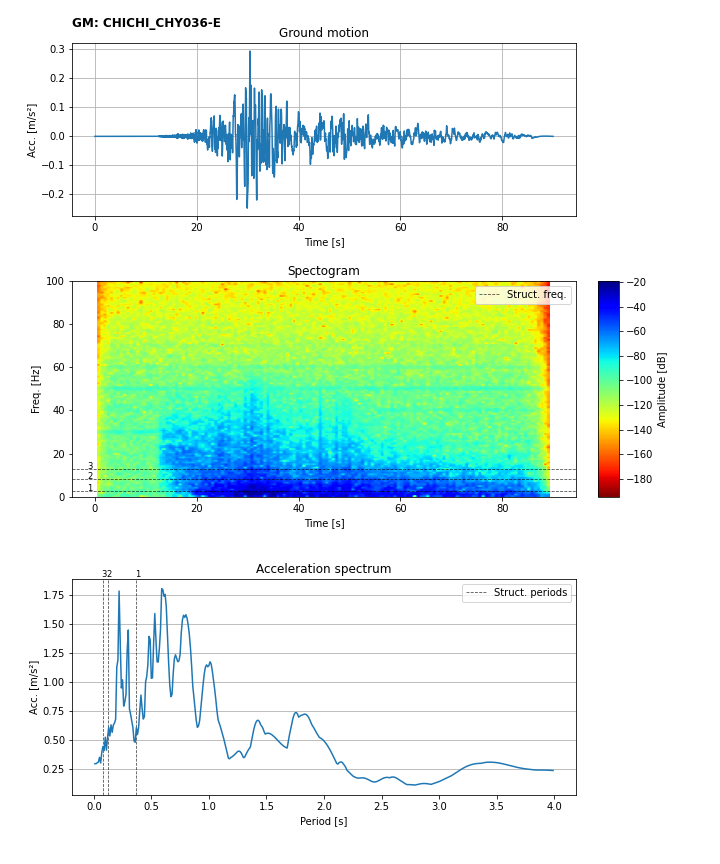 GM: CHICHI_CHY036-E
Ground motion
0.3
0.2
0.1
0.0
−0.1
−0.2
Acc. [m/s²]
0 20 40 60 80
Time [s]
Spectogram
100
80
60
40
20
0
Freq. [Hz]
3
2
1
Struct. freq.
0 20 40 60 80
Time [s]
−20
−40
−60
−80
−100
−120
−140
−160
−180
Amplitude [dB]
Acceleration spectrum
32 1
1.75
1.50
1.25
1.00
0.75
0.50
0.25
Acc. [m/s²]
Struct. periods
0.0 0.5 1.0 1.5 2.0 2.5 3.0 3.5 4.0
Period [s]